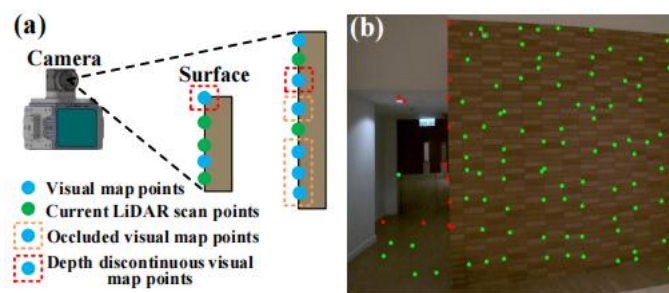 (a)
Camera
Surface
Visual map points
Current LiDAR scan points
Occluded visual map points
Depth discontinuous visual
map points
(b)